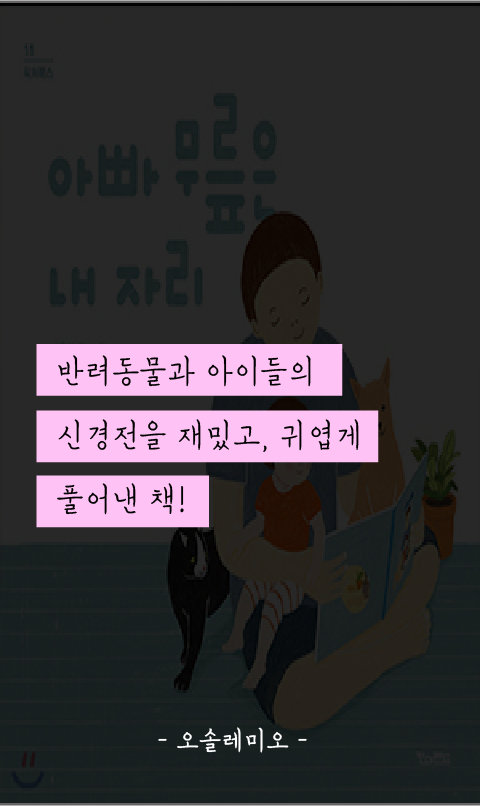 18
아빠 무릎은
내 자리
반려동물과 아이들의
신경전을 재밌고, 귀엽게
풀어낸 책!
- 오솔레미오 -